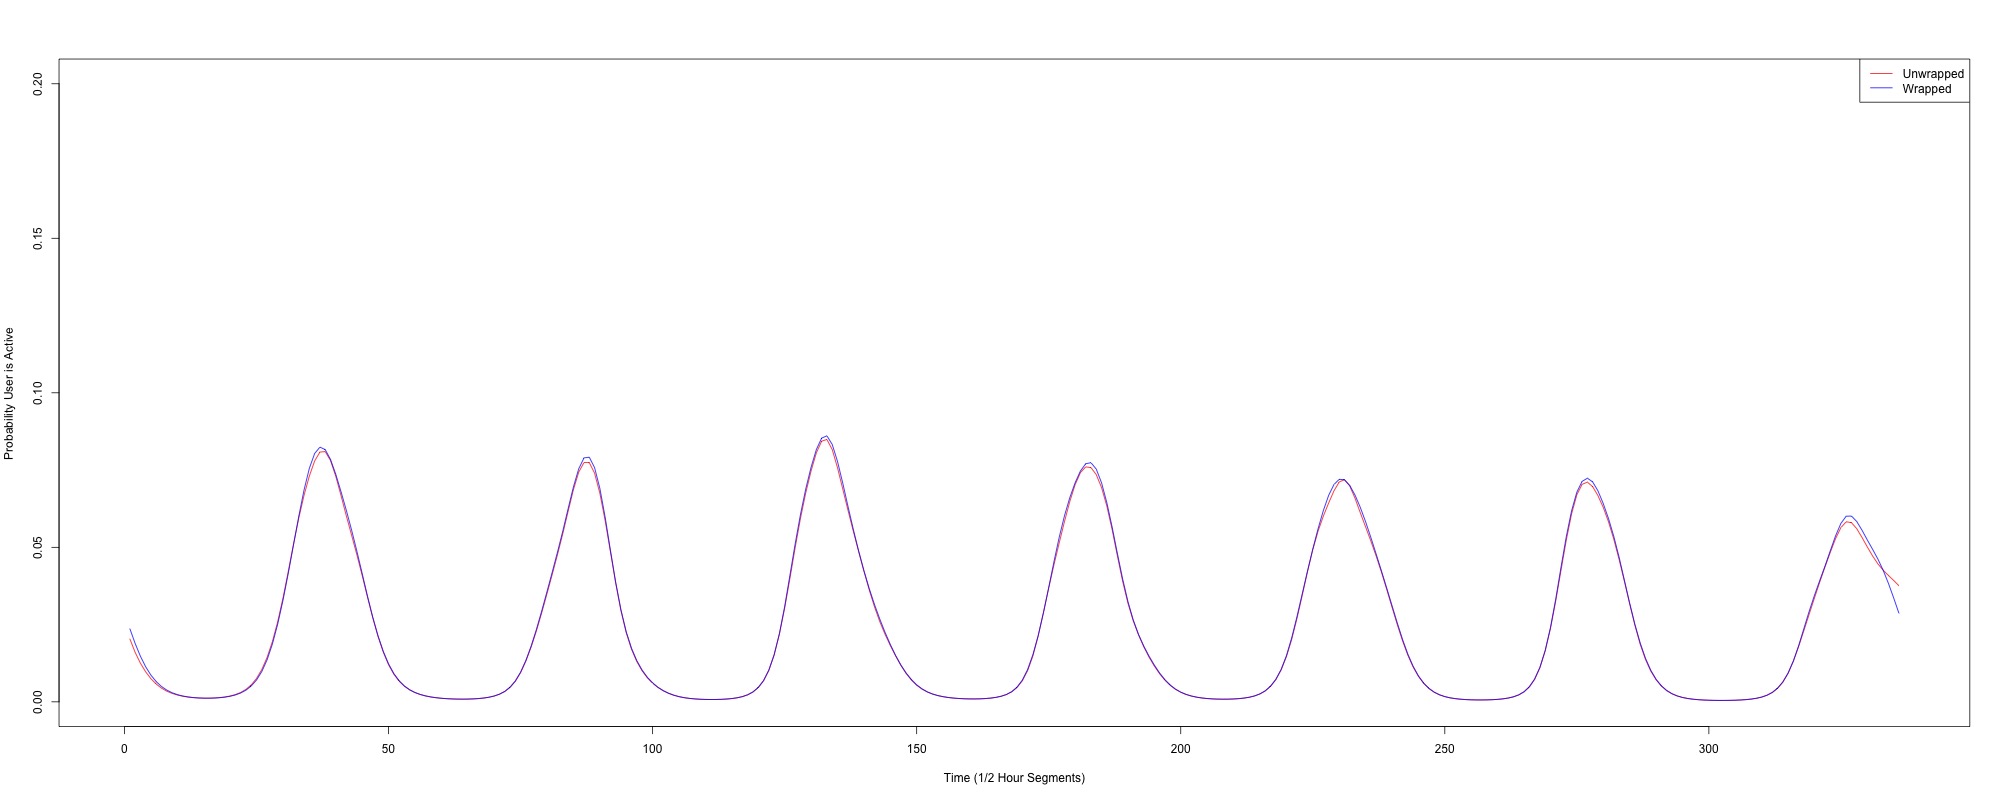 Unwrapped
Wrapped
0.20
0.15
0.10
0.05
0.00
Probability User is Active
0 50 100 150 200 250 300
Time (1/2 Hour Segments)